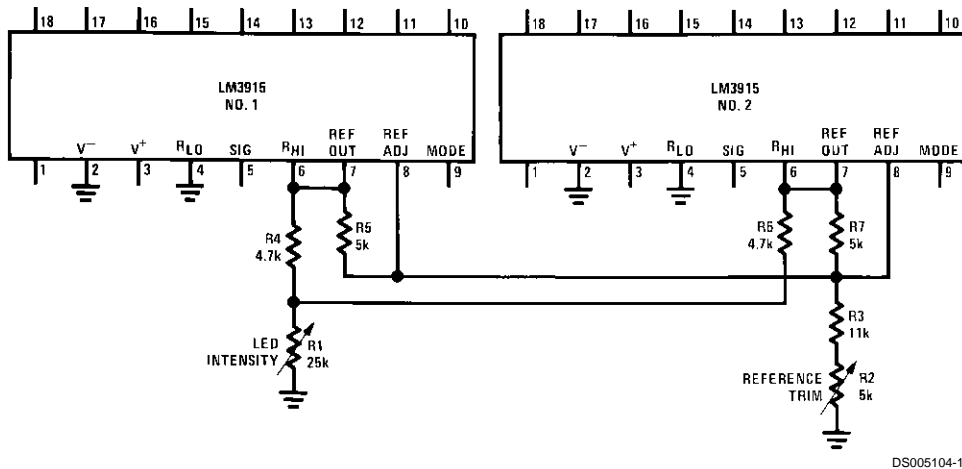 18 17 16 15 14 13 12 11 10
LM3915
NO. 1
REF REF
V⁻ V⁺ RLO SIG RHI OUT ADJ MODE
1 2 3 4 5 6 7 8 9
18 17 16 15 14 13 12 11 10
LM3915
NO. 2
REF REF
V⁻ V⁺ RLO SIG RHI OUT ADJ MODE
1 2 3 4 5 6 7 8 9
R4
4.7k
R5
5k
R6
4.7k
R7
5k
LED
INTENSITY
R1
25k
R3
11k
REFERENCE
TRIM
R2
5k
DS005104-1